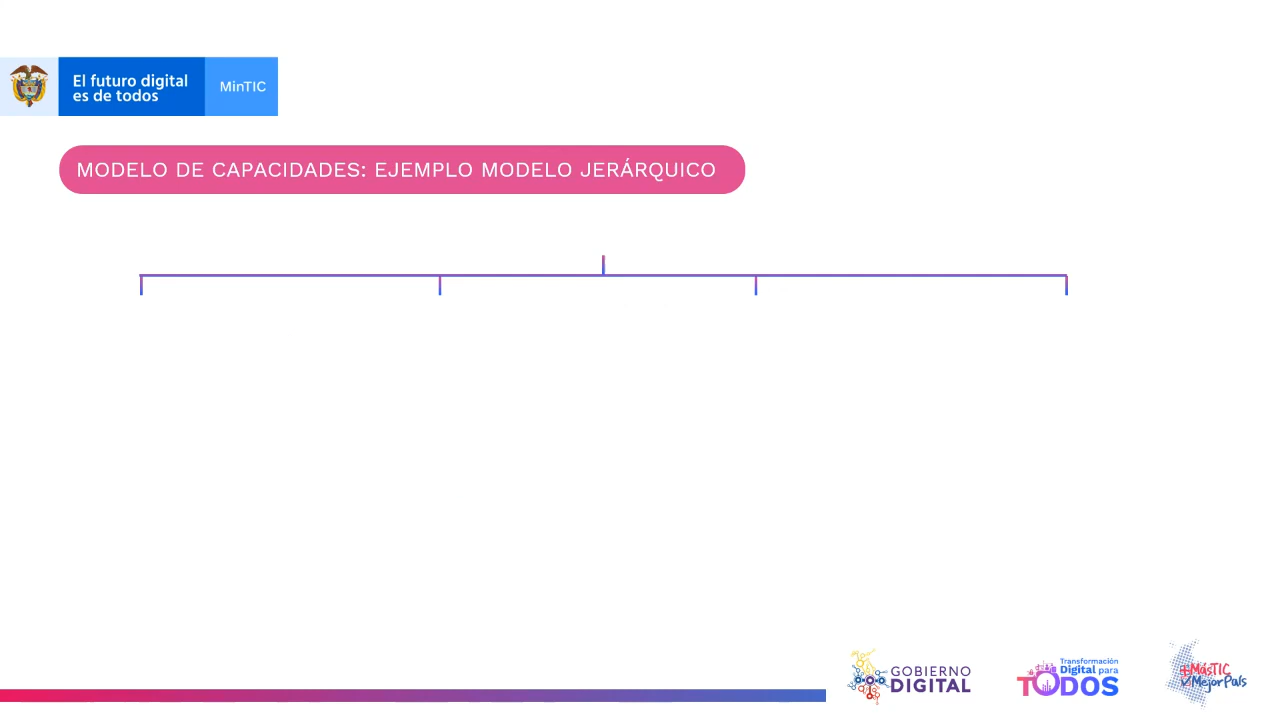 El futuro digital
es de todos
MinTIC
MODELO DE CAPACIDADES: EJEMPLO MODELO JERÁRQUICO
GOBIERNO
DIGITAL
Transformación
Digital para
TODOS
+MásTIC
MejorPaís